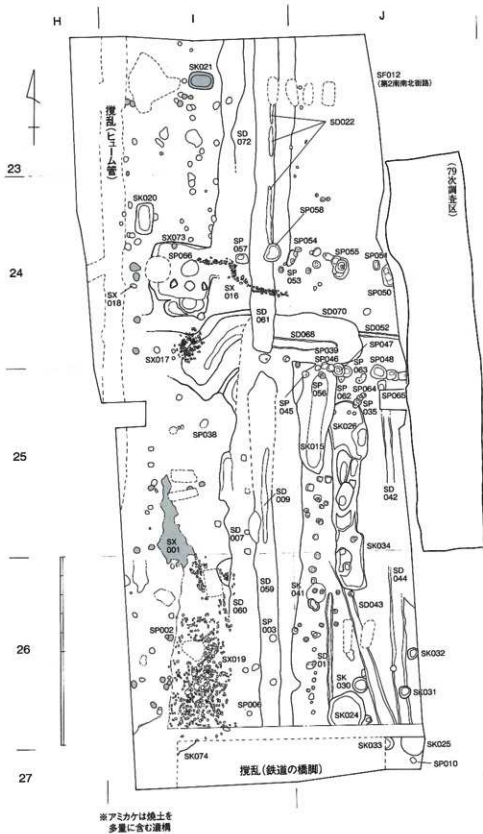 H
I
J
SK021
SF012
(第2南南北街路)
攪乱(ヒューム管)
SD022
SD
072
(79次調査区)
23
SK020
SP058
SX073
SP
057
SP054
SP066
SP055
SP051
24
SP
053
SP050
SX
018
SX
016
SD070
SD
061
SD068
SD052
SP039
SP047
SX017
SP046
SP
063
SP048
SP
045
SP
056
SP
062
SP064
SP065
SP
035
SP038
SK026
SK015
25
SD
042
SD
009
SD
007
SK034
SX
001
SD
044
SK
041
SD
059
SD043
SD
060
SP002
SP
003
26
SK032
SX019
SD
01
SK
030
SK031
SP006
SK024
SK074
SK033
SK025
攪乱(鉄道の橋脚)
SP010
27
※アミカケは焼土を
多量に含む遺構